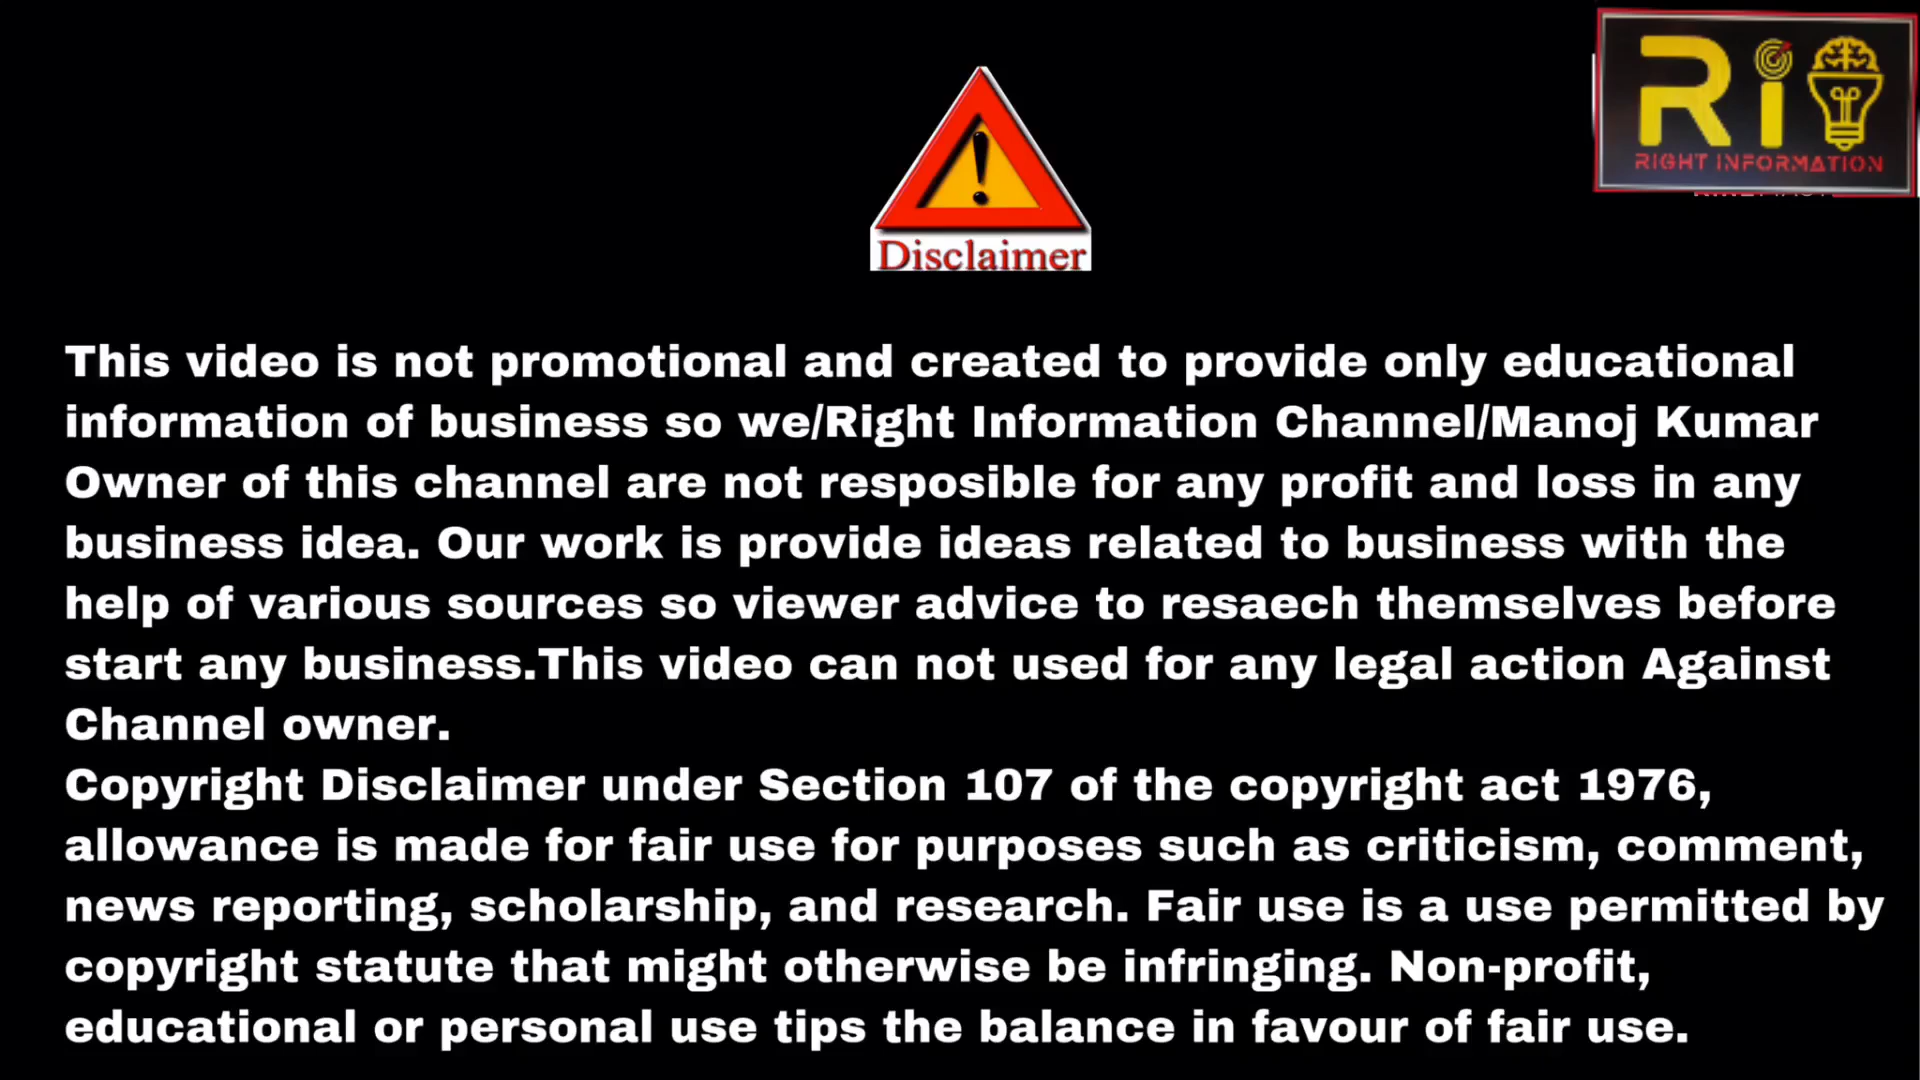 Rio
RIGHT INFORMATION
Disclaimer
This video is not promotional and created to provide only educational
information of business so we/Right Information Channel/Manoj Kumar
Owner of this channel are not resposible for any profit and loss in any
business idea. Our work is provide ideas related to business with the
help of various sources so viewer advice to resaech themselves before
start any business.This video can not used for any legal action Against
Channel owner.
Copyright Disclaimer under Section 107 of the copyright act 1976,
allowance is made for fair use for purposes such as criticism, comment,
news reporting, scholarship, and research. Fair use is a use permitted by
copyright statute that might otherwise be infringing. Non-profit,
educational or personal use tips the balance in favour of fair use.